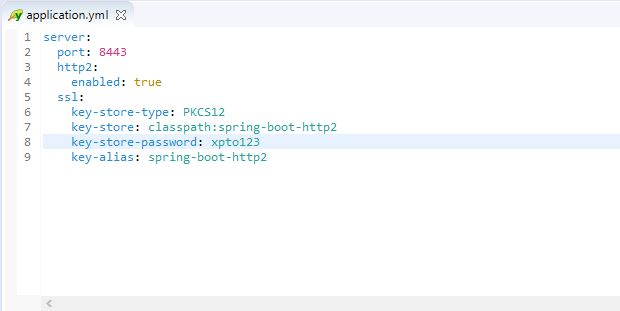 application.yml
1 server:
2 port: 8443
3 http2:
4 enabled: true
5 ssl:
6 key-store-type: PKCS12
7 key-store: classpath:spring-boot-http2
8 key-store-password: xpto123
9 key-alias: spring-boot-http2